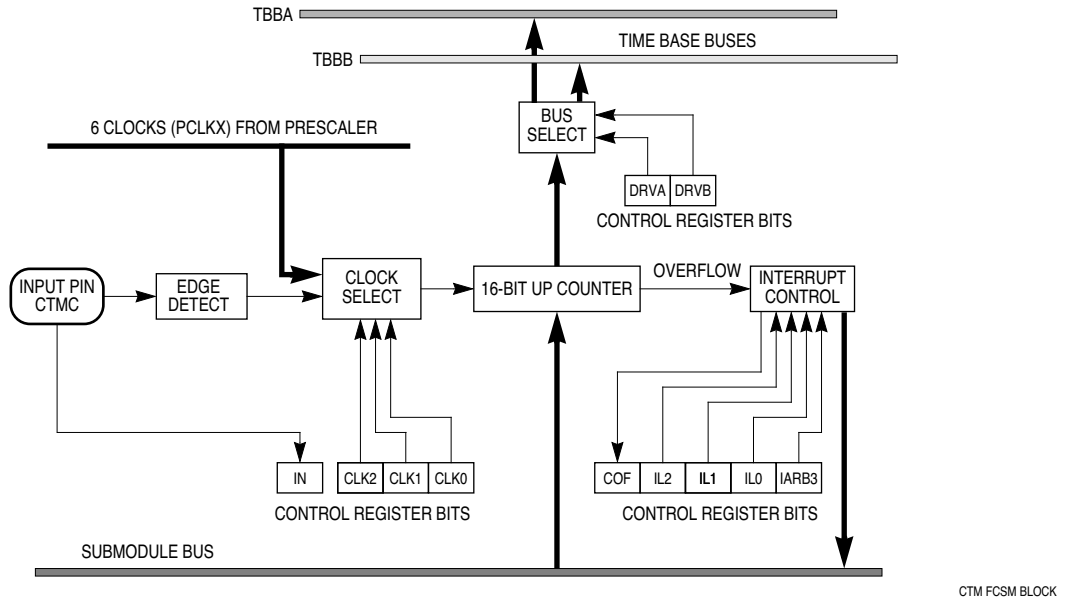 TBBA
TIME BASE BUSES
TBBB
BUS
SELECT
6 CLOCKS (PCLKX) FROM PRESCALER
DRVA DRVB
CONTROL REGISTER BITS
INPUT PIN
CTMC
EDGE
DETECT
CLOCK
SELECT
16-BIT UP COUNTER
OVERFLOW
INTERRUPT
CONTROL
IN
CLK2 CLK1 CLK0
CONTROL REGISTER BITS
COF IL2 IL1 IL0 IARB3
CONTROL REGISTER BITS
SUBMODULE BUS
CTM FCSM BLOCK